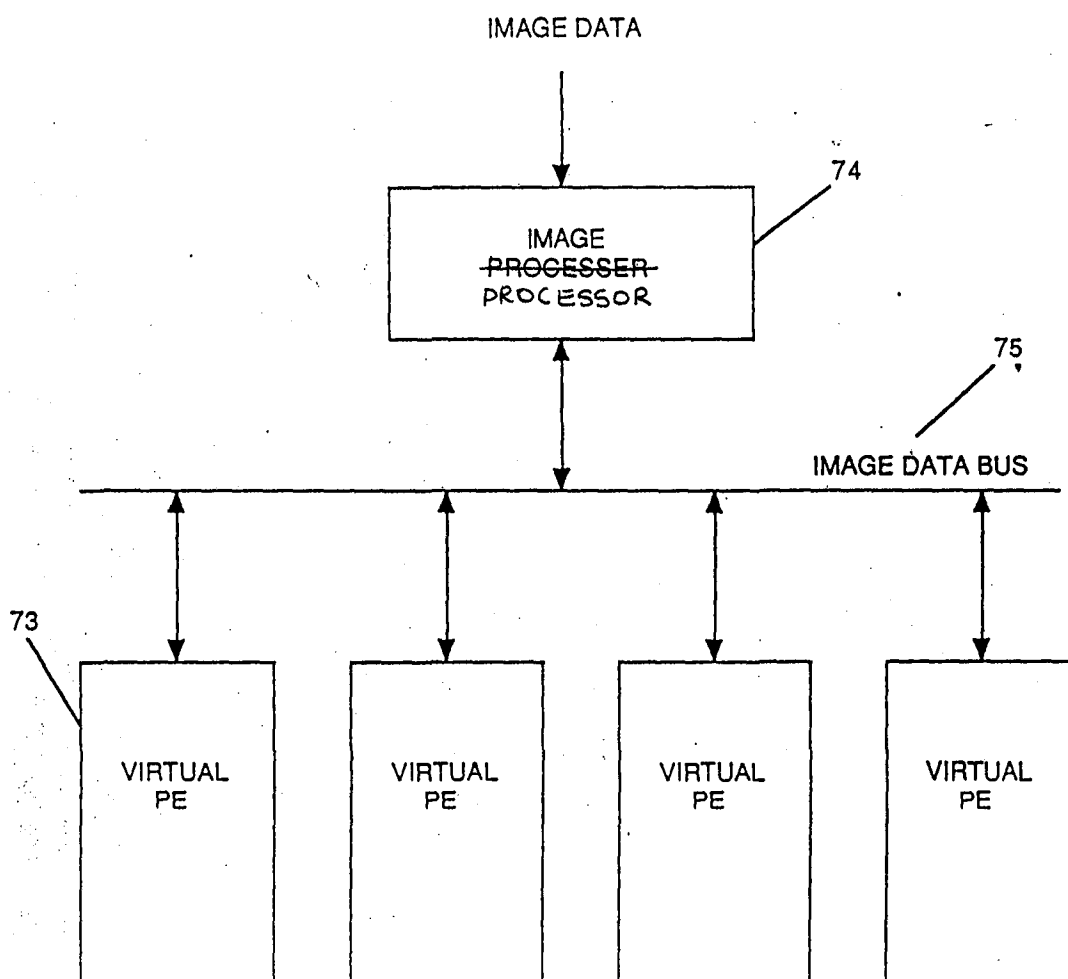 IMAGE DATA
74
IMAGE
PROCESSER
PROCESSOR
75
IMAGE DATA BUS
73
VIRTUAL
PE
VIRTUAL
PE
VIRTUAL
PE
VIRTUAL
PE